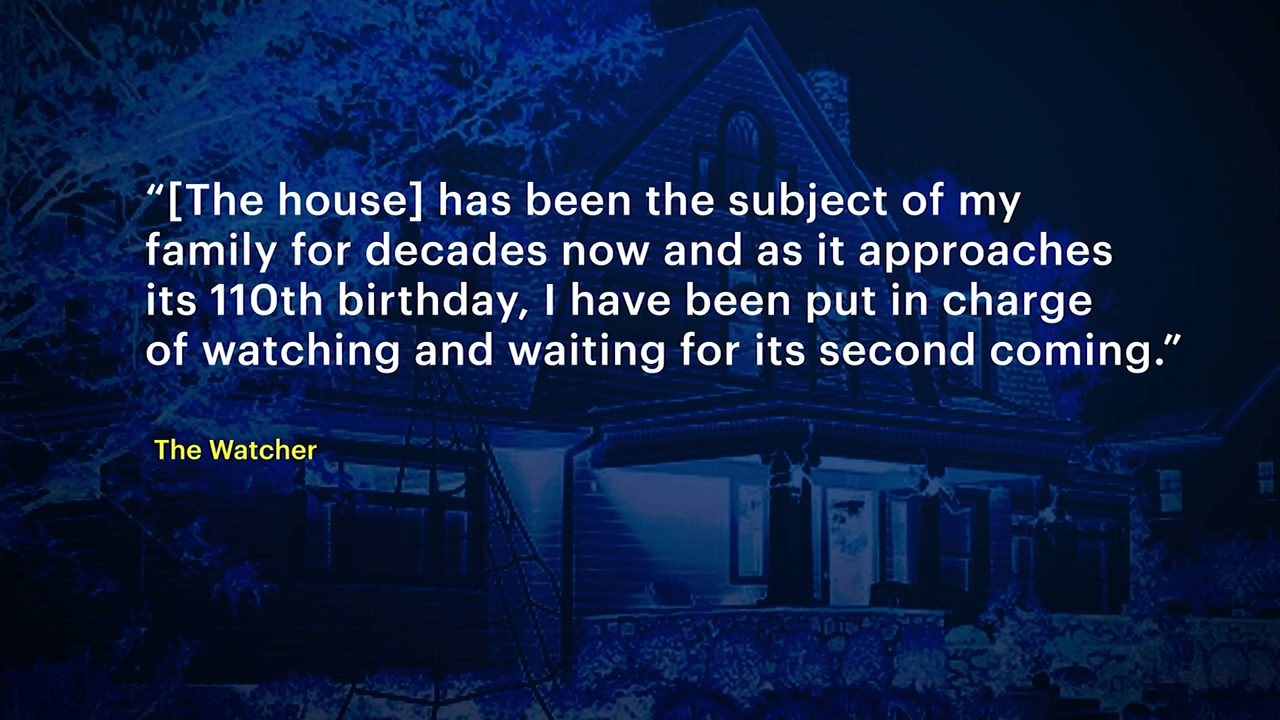 “[The house] has been the subject of my
family for decades now and as it approaches
its 110th birthday, I have been put in charge
of watching and waiting for its second coming.”
The Watcher